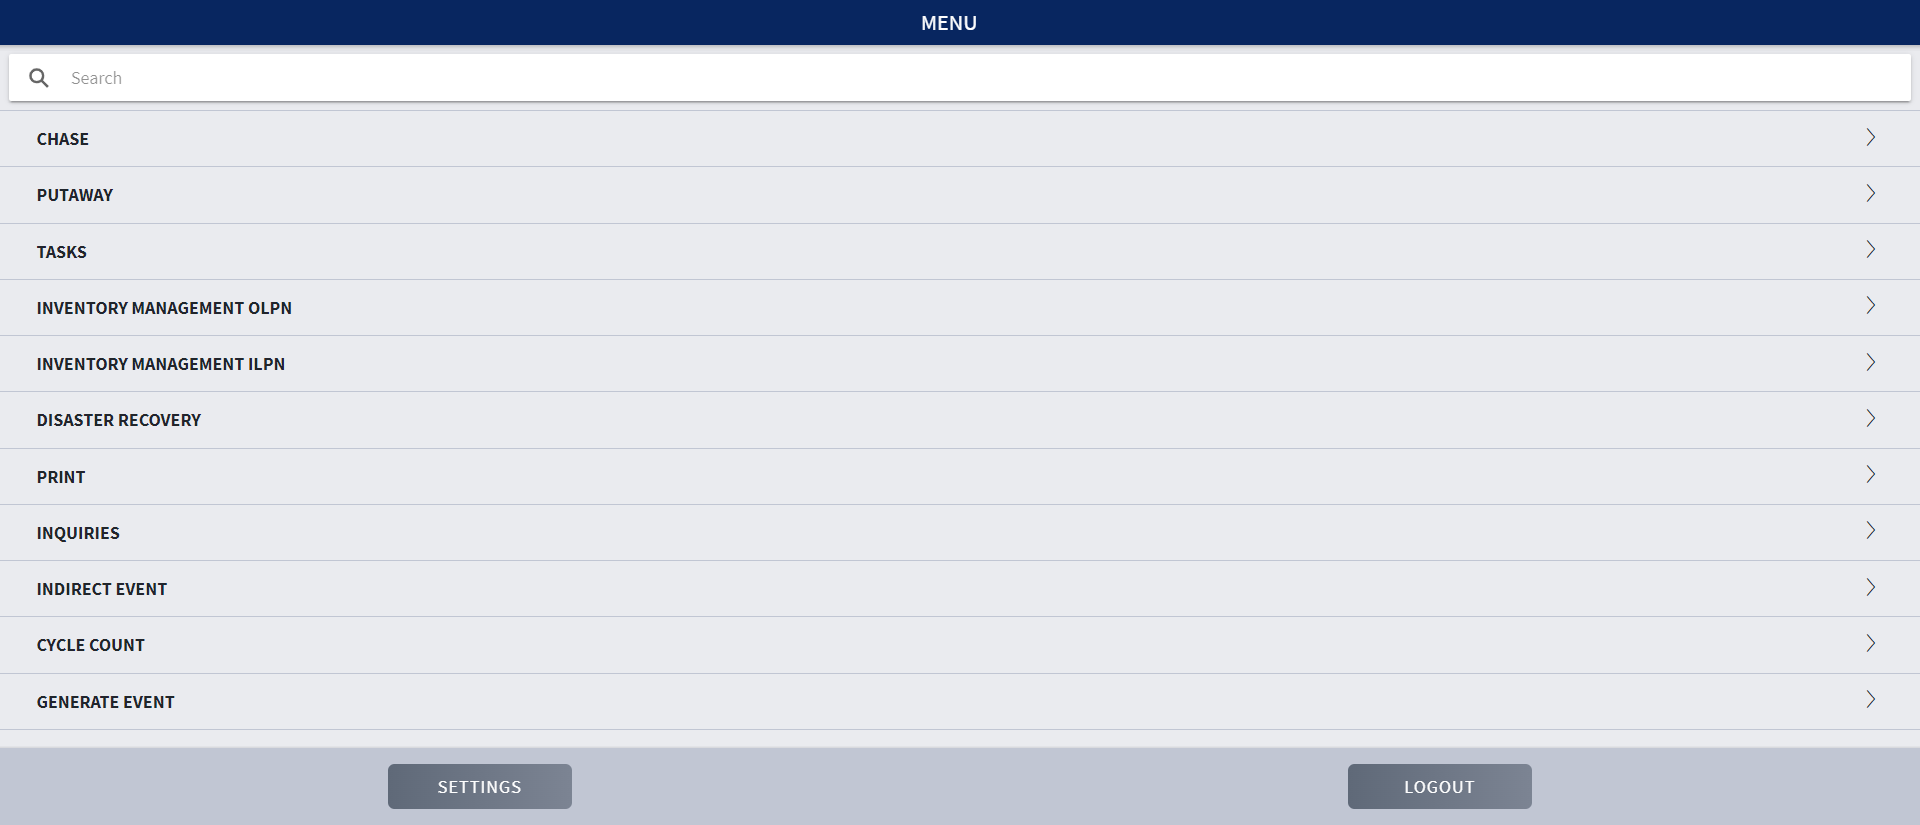 MENU
Search
CHASE
PUTAWAY
TASKS
INVENTORY MANAGEMENT OLPN
INVENTORY MANAGEMENT ILPN
DISASTER RECOVERY
PRINT
INQUIRIES
INDIRECT EVENT
CYCLE COUNT
GENERATE EVENT
SETTINGS
LOGOUT